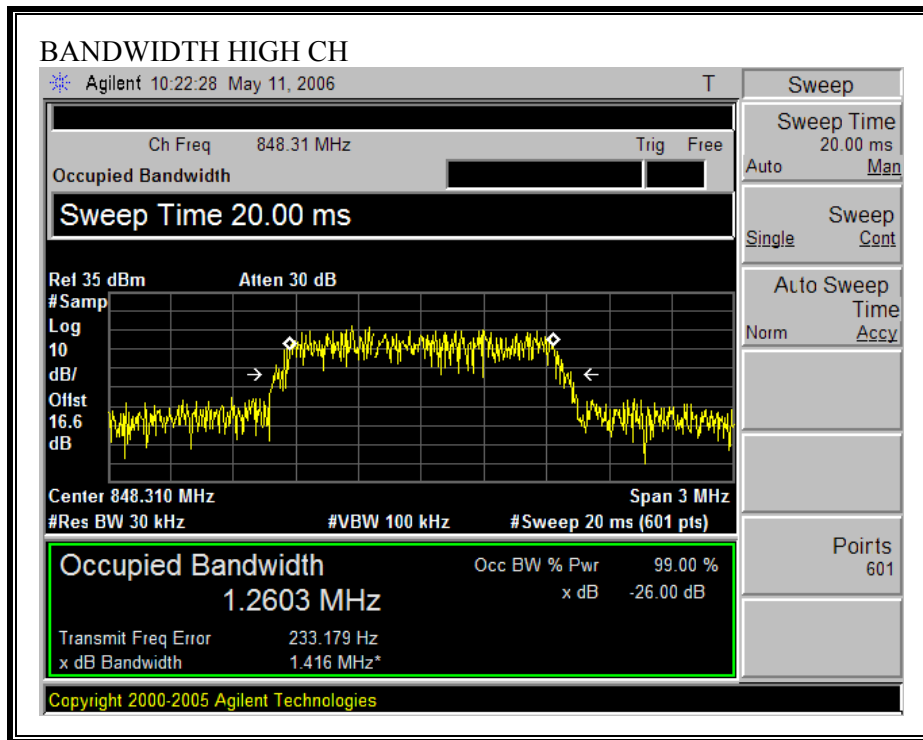 BANDWIDTH HIGH CH
Agilent 10:22:28 May 11, 2006 T
Sweep
Ch Freq 848.31 MHz Trig Free
Occupied Bandwidth
Sweep Time 20.00 ms
Ref 35 dBm Atten 30 dB
#Samp
Log
10
dB/
Offst
16.6
dB
Center 848.310 MHz Span 3 MHz
#Res BW 30 kHz #VBW 100 kHz #Sweep 20 ms (601 pts)
Occupied Bandwidth Occ BW % Pwr 99.00 %
1.2603 MHz x dB -26.00 dB
Transmit Freq Error 233.179 Hz
x dB Bandwidth 1.416 MHz*
Copyright 2000-2005 Agilent Technologies
Sweep Time
20.00 ms
Auto Man
Sweep
Single Cont
Auto Sweep
Time
Norm Accy
Points
601